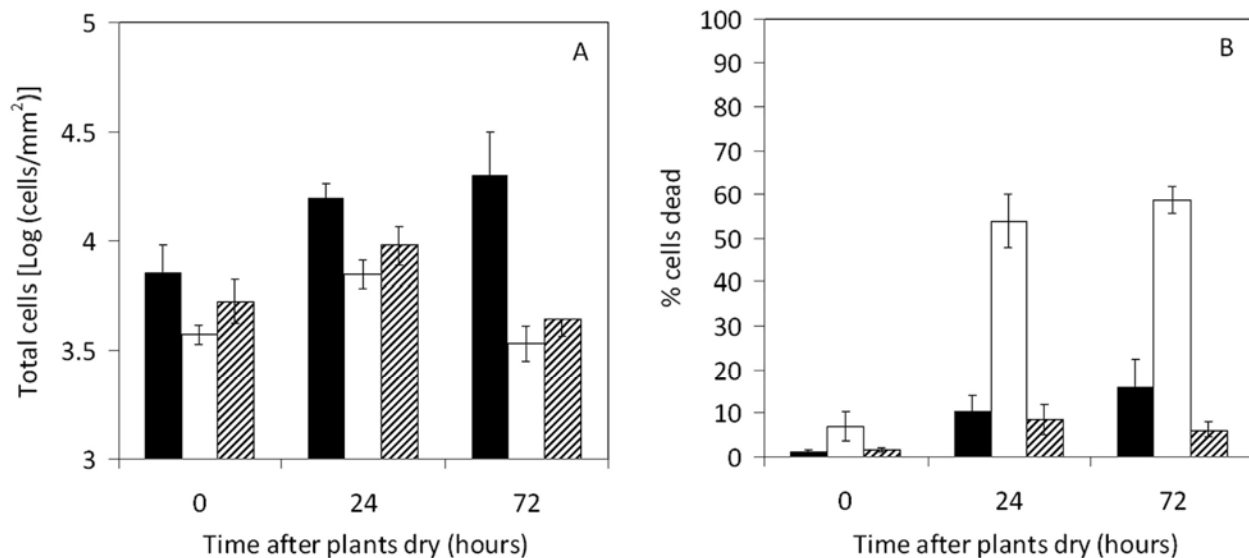 A
Total cells [Log (cells/mm²)]
5
4.5
4
3.5
3
0 24 72
Time after plants dry (hours)
B
% cells dead
100
90
80
70
60
50
40
30
20
10
0
0 24 72
Time after plants dry (hours)